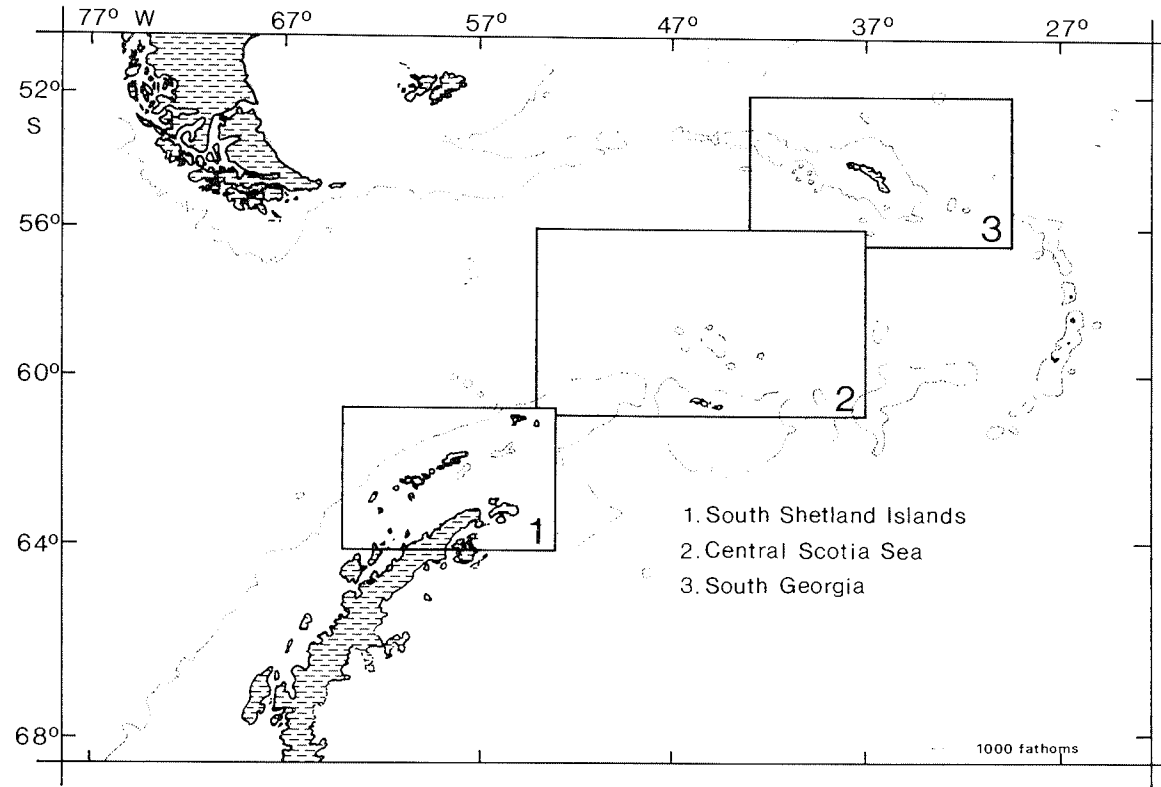 77° W 67° 57° 47° 37° 27°
52°
S
3
56°
60°
2
1
1. South Shetland Islands
64°
2. Central Scotia Sea
3. South Georgia
68°
1000 fathoms